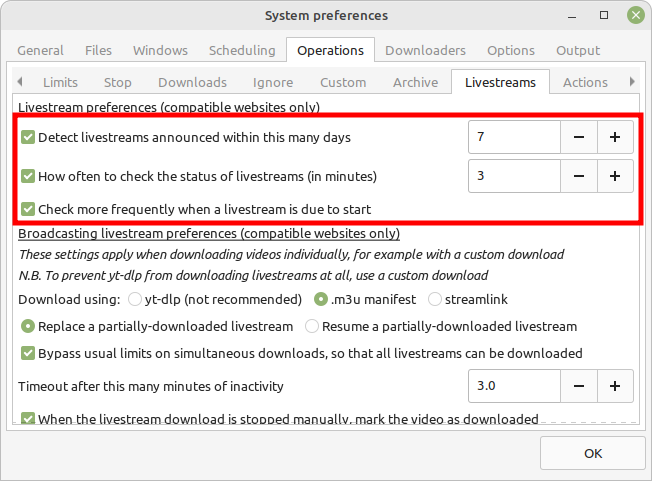 System preferences
General Files Windows Scheduling Operations Downloaders Options Output
Limits Stop Downloads Ignore Custom Archive Livestreams Actions
Livestream preferences (compatible websites only)
Detect livestreams announced within this many days 7
How often to check the status of livestreams (in minutes) 3
Check more frequently when a livestream is due to start
Broadcasting livestream preferences (compatible websites only)
These settings apply when downloading videos individually, for example with a custom download
N.B. To prevent yt-dlp from downloading livestreams at all, use a custom download
Download using: yt-dlp (not recommended) .m3u manifest streamlink
Replace a partially-downloaded livestream Resume a partially-downloaded livestream
Bypass usual limits on simultaneous downloads, so that all livestreams can be downloaded
Timeout after this many minutes of inactivity 3.0
When the livestream download is stopped manually, mark the video as downloaded
OK